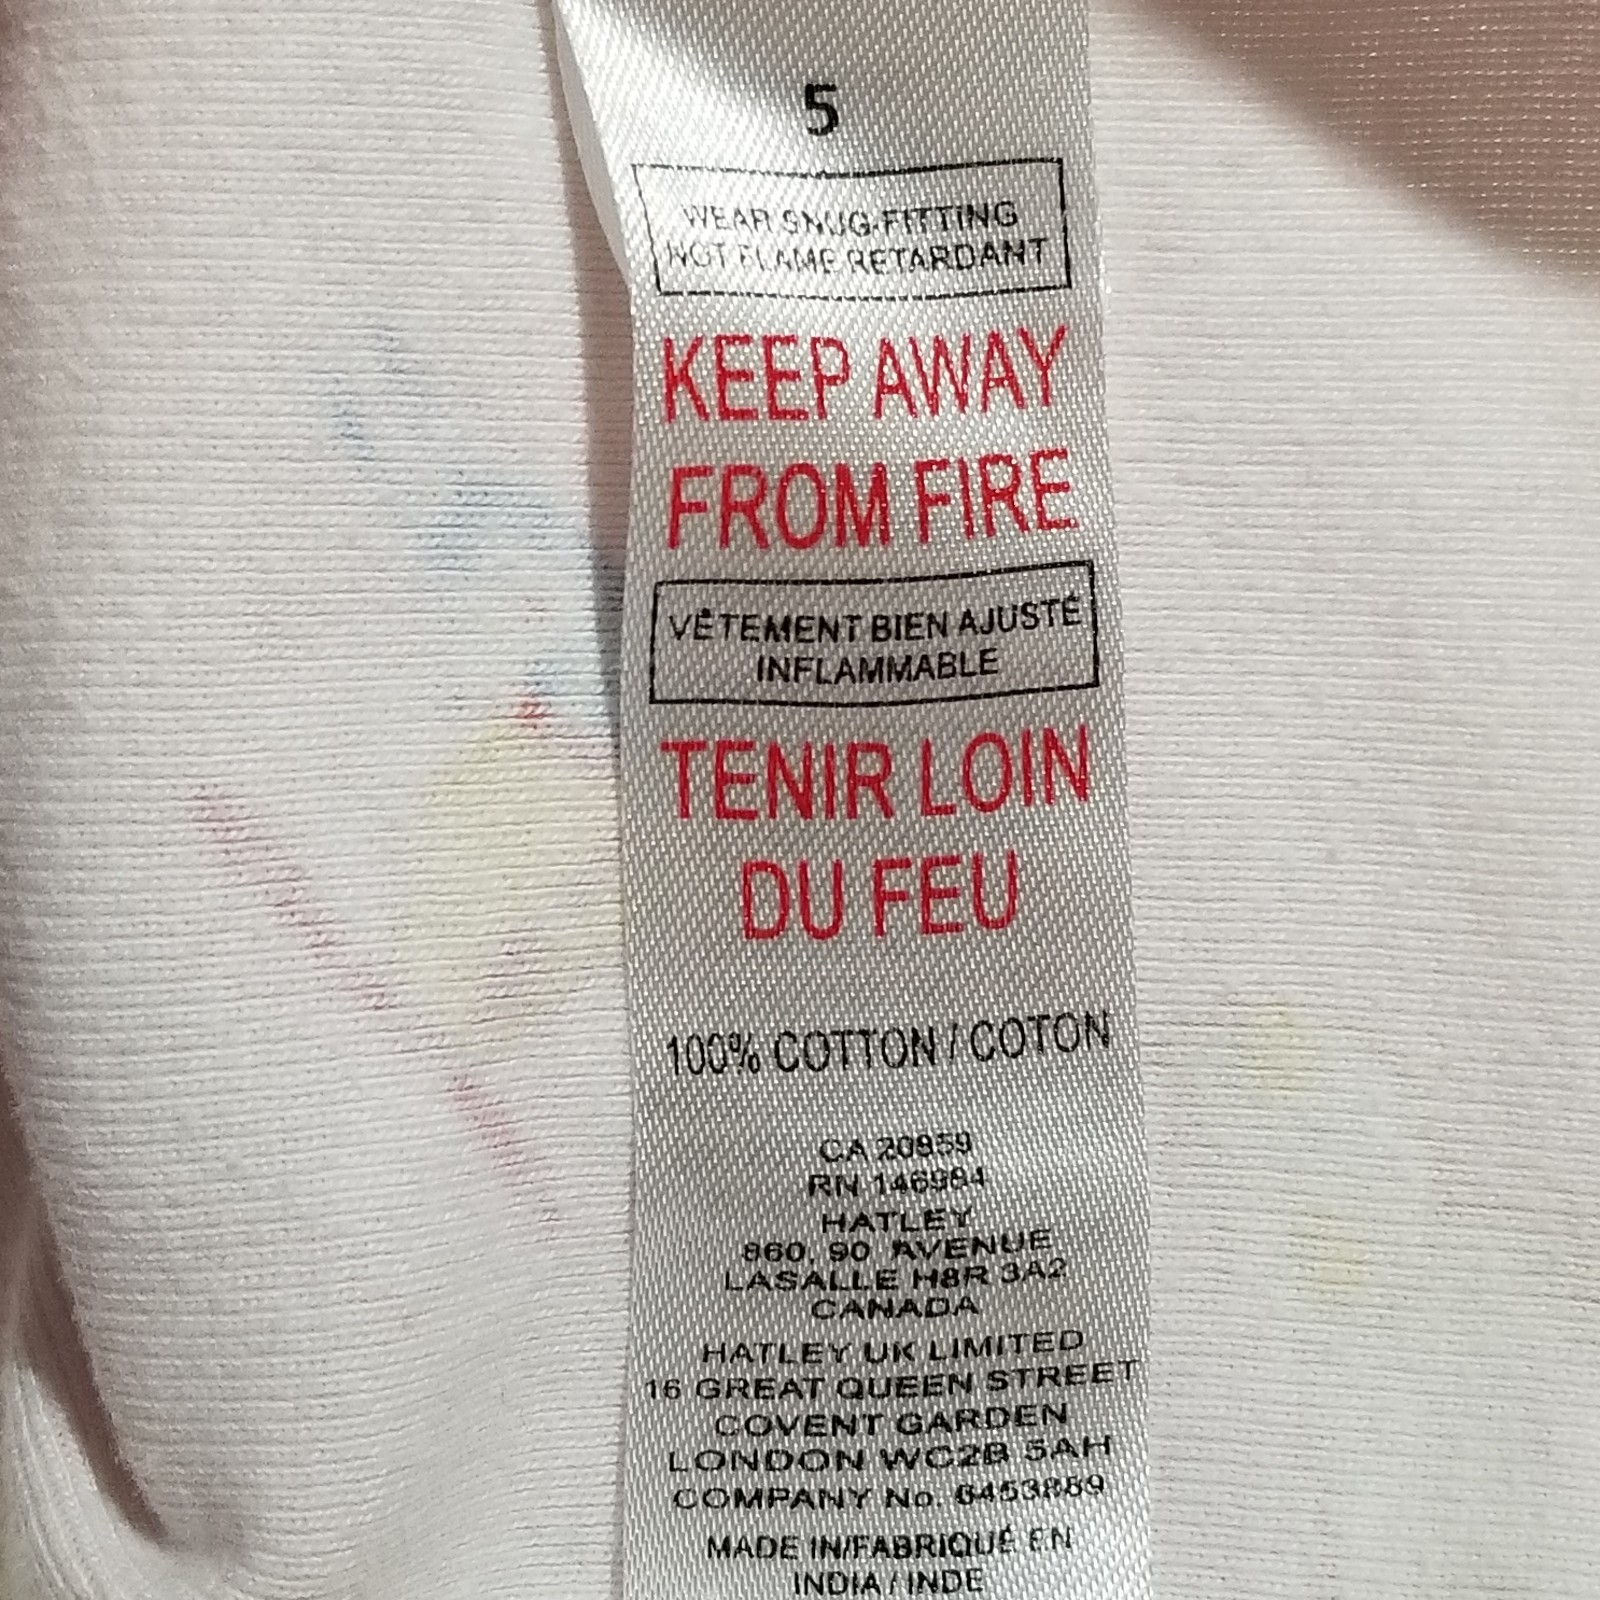 5
WEAR SNUG-FITTING
NOT FLAME RETARDANT
KEEP AWAY
FROM FIRE
VÊTEMENT BIEN AJUSTÉ
INFLAMMABLE
TENIR LOIN
DU FEU
100% COTTON / COTON
CA 20859
RN 146984
HATLEY
860, 90 AVENUE
LASALLE H8R 3A2
CANADA
HATLEY UK LIMITED
16 GREAT QUEEN STREET
COVENT GARDEN
LONDON WC2B 5AH
COMPANY No. 6453889
MADE IN/FABRIQUÉ EN
INDIA / INDE